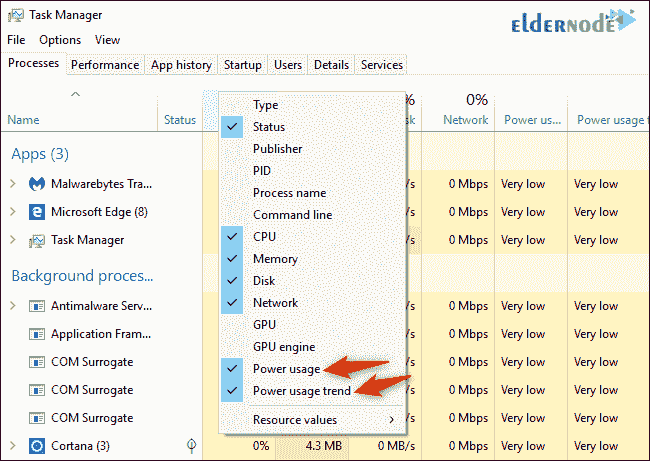 Task Manager
eldernode
File Options View
Processes Performance App history Startup Users Details Services
% 0%
Name Status sk Network Power us... Power usage t
Type
Status
Publisher
PID
Process name
Command line
CPU
Memory
Disk
Network
GPU
GPU engine
Power usage
Power usage trend
Resource values
Apps (3)
Malwarebytes Tra... /s 0 Mbps Very low Very low
Microsoft Edge (8) /s 0 Mbps Very low Very low
Task Manager /s 0 Mbps Very low Very low
Background proces...
Antimalware Serv... /s 0 Mbps Very low Very low
Application Fram... /s 0 Mbps Very low Very low
COM Surrogate /s 0 Mbps Very low Very low
COM Surrogate /s 0 Mbps Very low Very low
COM Surrogate /s 0 Mbps Very low Very low
Cortana (3) 0% 4.3 MB 0 MB/s 0 Mbps Very low Very low